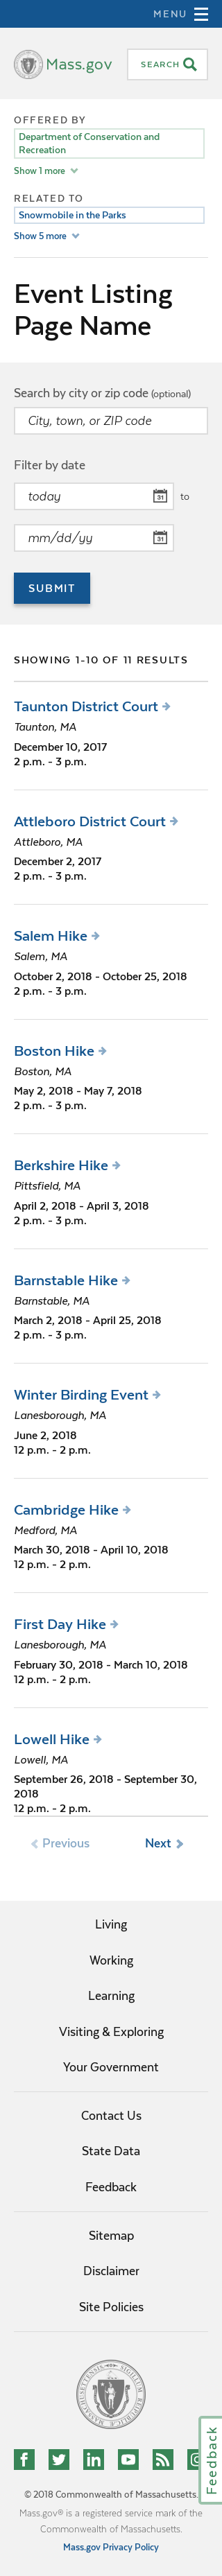 MENU
Mass.gov
SEARCH
OFFERED BY
Department of Conservation and
Recreation
Show 1 more
RELATED TO
Snowmobile in the Parks
Show 5 more
Event Listing
Page Name
Search by city or zip code (optional)
City, town, or ZIP code
Filter by date
today
31
to
mm/dd/yy
31
SUBMIT
SHOWING 1-10 OF 11 RESULTS
Taunton District Court
Taunton, MA
December 10, 2017
2 p.m. - 3 p.m.
Attleboro District Court
Attleboro, MA
December 2, 2017
2 p.m. - 3 p.m.
Salem Hike
Salem, MA
October 2, 2018 - October 25, 2018
2 p.m. - 3 p.m.
Boston Hike
Boston, MA
May 2, 2018 - May 7, 2018
2 p.m. - 3 p.m.
Berkshire Hike
Pittsfield, MA
April 2, 2018 - April 3, 2018
2 p.m. - 3 p.m.
Barnstable Hike
Barnstable, MA
March 2, 2018 - April 25, 2018
2 p.m. - 3 p.m.
Winter Birding Event
Lanesborough, MA
June 2, 2018
12 p.m. - 2 p.m.
Cambridge Hike
Medford, MA
March 30, 2018 - April 10, 2018
12 p.m. - 2 p.m.
First Day Hike
Lanesborough, MA
February 30, 2018 - March 10, 2018
12 p.m. - 2 p.m.
Lowell Hike
Lowell, MA
September 26, 2018 - September 30,
2018
12 p.m. - 2 p.m.
Previous
Next
Living
Working
Learning
Visiting & Exploring
Your Government
Contact Us
State Data
Feedback
Sitemap
Disclaimer
Site Policies
Feedback
© 2018 Commonwealth of Massachusetts.
Mass.gov® is a registered service mark of the
Commonwealth of Massachusetts.
Mass.gov Privacy Policy